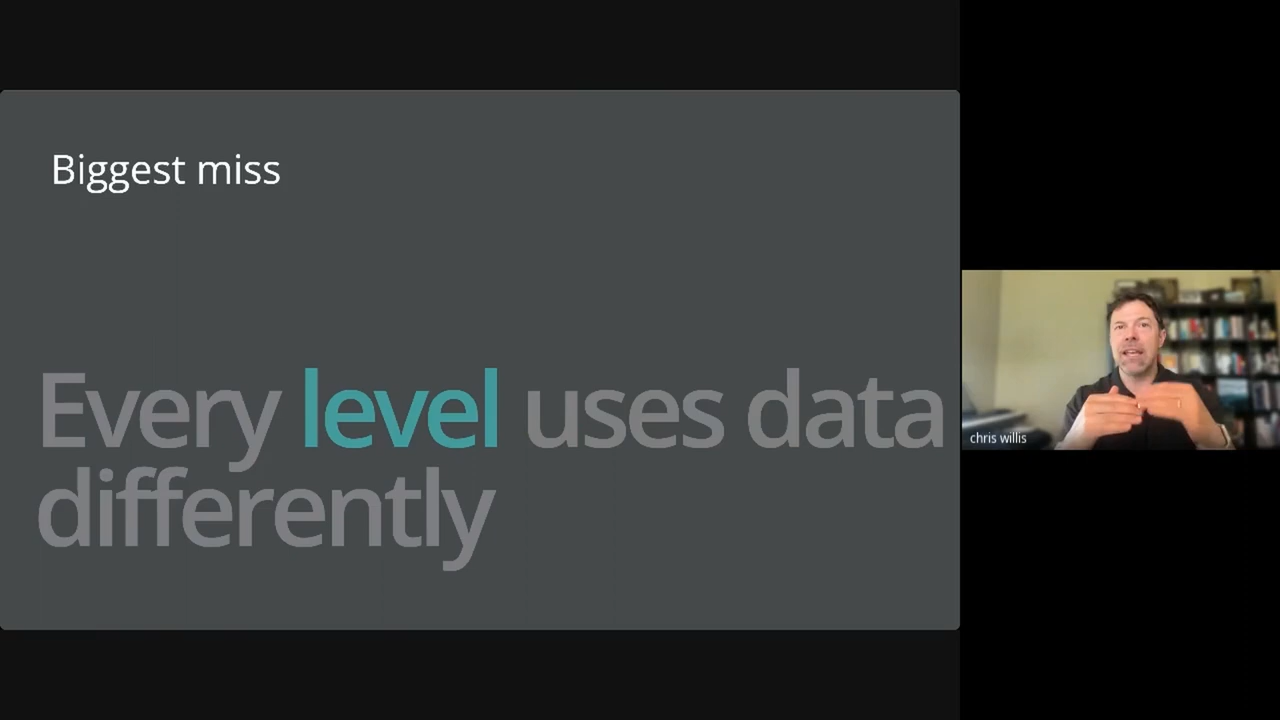 Biggest miss
Every level uses data
differently
chris willis